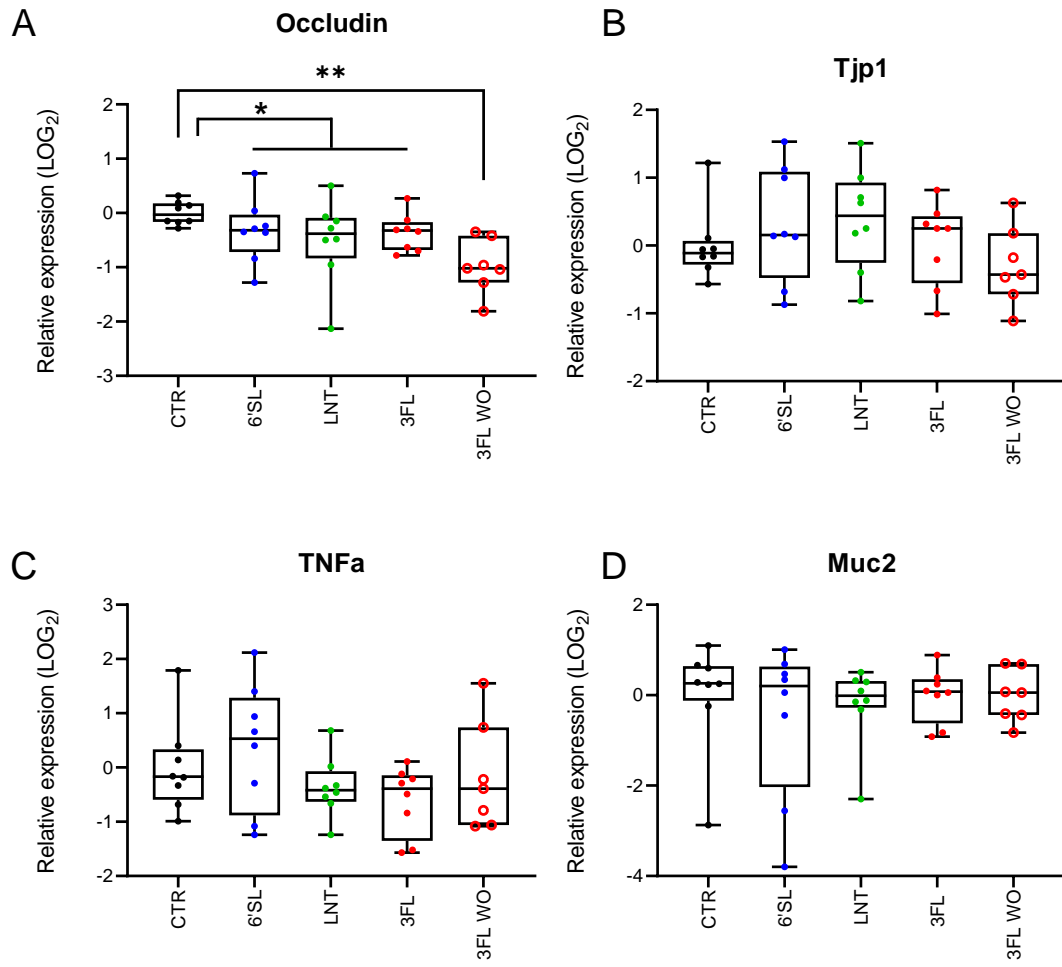 A
Occludin
**
*
Relative expression (LOG₂)
2
1
0
-1
-2
-3
CTR
6'SL
LNT
3FL
3FL WO
B
Tjp1
Relative expression (LOG₂)
2
1
0
-1
-2
CTR
6'SL
LNT
3FL
3FL WO
C
TNFa
Relative expression (LOG₂)
3
2
1
0
-1
-2
CTR
6'SL
LNT
3FL
3FL WO
D
Muc2
Relative expression (LOG₂)
2
0
-2
-4
CTR
6'SL
LNT
3FL
3FL WO